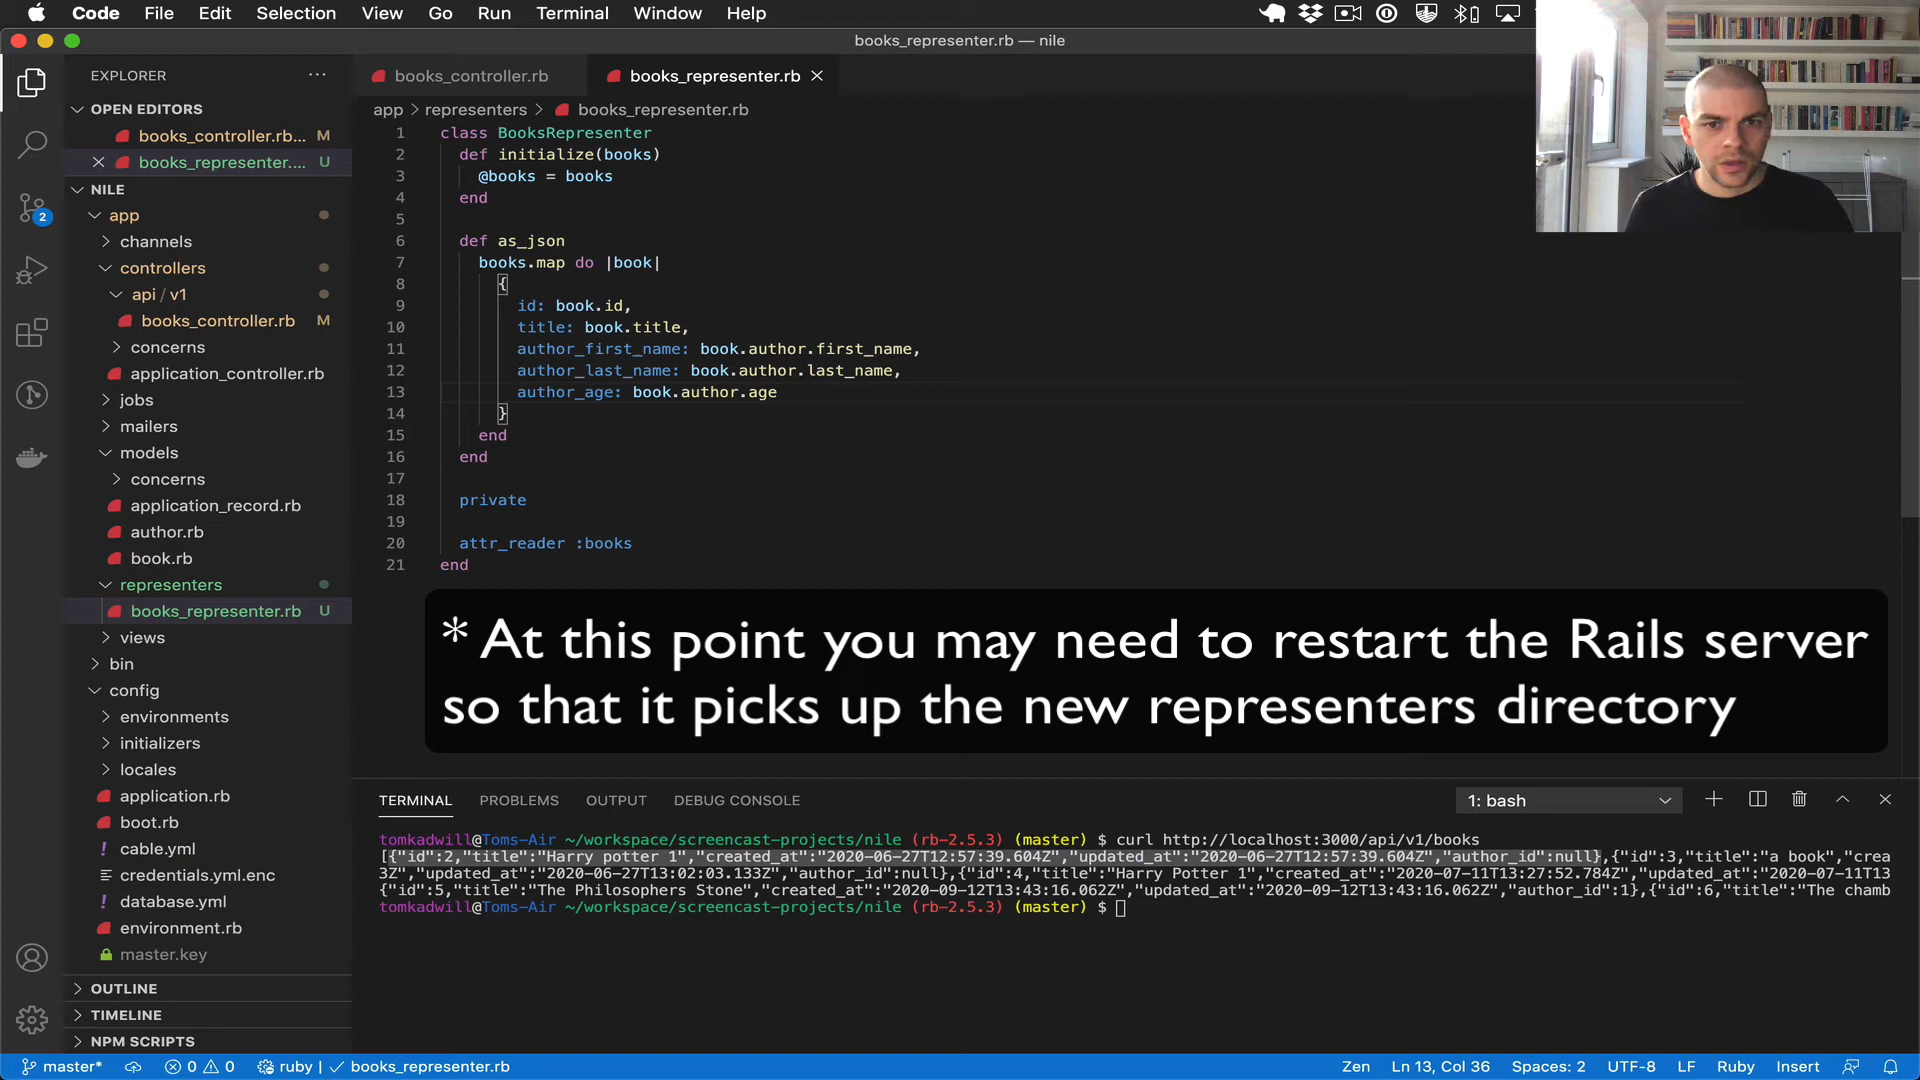 Code File Edit Selection View Go Run Terminal Window Help
books_representer.rb — nile
EXPLORER
OPEN EDITORS
books_controller.rb... M
books_representer.... U
NILE
app
channels
controllers
api / v1
books_controller.rb M
concerns
application_controller.rb
jobs
mailers
models
concerns
application_record.rb
author.rb
book.rb
representers
books_representer.rb U
views
bin
config
environments
initializers
locales
application.rb
boot.rb
cable.yml
credentials.yml.enc
database.yml
environment.rb
master.key
OUTLINE
TIMELINE
NPM SCRIPTS
2
books_controller.rb books_representer.rb
app > representers > books_representer.rb
1 class BooksRepresenter
2 def initialize(books)
3 @books = books
4 end
5
6 def as_json
7 books.map do |book|
8 {
9 id: book.id,
10 title: book.title,
11 author_first_name: book.author.first_name,
12 author_last_name: book.author.last_name,
13 author_age: book.author.age
14 }
15 end
16 end
17
18 private
19
20 attr_reader :books
21 end
* At this point you may need to restart the Rails server
so that it picks up the new representers directory
TERMINAL PROBLEMS OUTPUT DEBUG CONSOLE 1: bash
tomkadwill@Toms-Air ~/workspace/screencast-projects/nile (rb-2.5.3) (master) $ curl http://localhost:3000/api/v1/books
[{"id":2,"title":"Harry potter 1","created_at":"2020-06-27T12:57:39.604Z","updated_at":"2020-06-27T12:57:39.604Z","author_id":null},{"id":3,"title":"a book","crea
3Z","updated_at":"2020-06-27T13:02:03.133Z","author_id":null},{"id":4,"title":"Harry Potter 1","created_at":"2020-07-11T13:27:52.784Z","updated_at":"2020-07-11T13
{"id":5,"title":"The Philosophers Stone","created_at":"2020-09-12T13:43:16.062Z","updated_at":"2020-09-12T13:43:16.062Z","author_id":1},{"id":6,"title":"The chamb
tomkadwill@Toms-Air ~/workspace/screencast-projects/nile (rb-2.5.3) (master) $
master* 0 0 ruby | ✓ books_representer.rb Zen Ln 13, Col 36 Spaces: 2 UTF-8 LF Ruby Insert